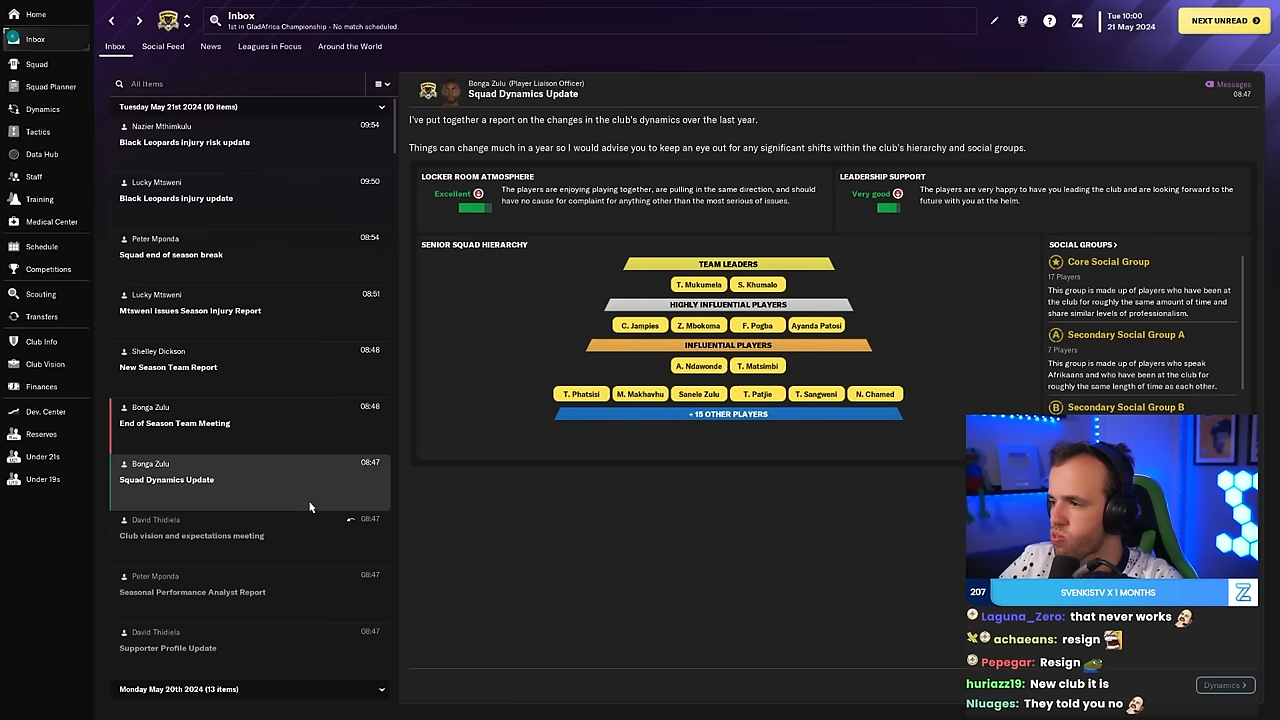 Home
Inbox
Squad
Squad Planner
Dynamics
Tactics
Data Hub
Staff
Training
Medical Center
Schedule
Competitions
Scouting
Transfers
Club Info
Club Vision
Finances
Dev. Center
Reserves
Under 21s
Under 19s
Inbox
1st in GladAfrica Championship - No match scheduled.
Tue 10:00
21 May 2024
NEXT UNREAD
Inbox
Social Feed
News
Leagues in Focus
Around the World
All Items
Tuesday May 21st 2024 (10 items)
Nazier Mthimkulu 09:54
Black Leopards injury risk update
Lucky Mtsweni 09:50
Black Leopards injury update
Peter Mponda 08:54
Squad end of season break
Lucky Mtsweni 08:51
Mtsweni issues Season Injury Report
Shelley Dickson 08:48
New Season Team Report
Bonga Zulu 08:48
End of Season Team Meeting
Bonga Zulu 08:47
Squad Dynamics Update
David Thidiela 08:47
Club vision and expectations meeting
Peter Mponda 08:47
Seasonal Performance Analyst Report
David Thidiela 08:47
Supporter Profile Update
Monday May 20th 2024 (13 items)
Bonga Zulu (Player Liaison Officer)
Squad Dynamics Update
Messages
08:47
I've put together a report on the changes in the club's dynamics over the last year.
Things can change much in a year so I would advise you to keep an eye out for any significant shifts within the club's hierarchy and social groups.
LOCKER ROOM ATMOSPHERE
Excellent
The players are enjoying playing together, are pulling in the same direction, and should
have no cause for complaint for anything other than the most serious of issues.
LEADERSHIP SUPPORT
Very good
The players are very happy to have you leading the club and are looking forward to the
future with you at the helm.
SENIOR SQUAD HIERARCHY
TEAM LEADERS
T. Mukumela S. Khumalo
HIGHLY INFLUENTIAL PLAYERS
C. Jampies Z. Mbokoma F. Pogba Ayanda Patosi
INFLUENTIAL PLAYERS
A. Ndawonde T. Matsimbi
T. Phatsisi M. Makhavhu Sanele Zulu T. Patjie T. Sangweni N. Chamed
+ 15 OTHER PLAYERS
SOCIAL GROUPS >
Core Social Group
17 Players
This group is made up of players who have been at
the club for roughly the same amount of time and
share similar levels of professionalism.
A Secondary Social Group A
7 Players
This group is made up of players who speak
Afrikaans and who have been at the club for
roughly the same length of time as each other.
B Secondary Social Group B
207 SVENKISTV X 1 MONTHS Z
Laguna_Zero: that never works
achaeans: resign
Pepegar: Resign
huriazz19: New club it is
Nluages: They told you no
Dynamics >